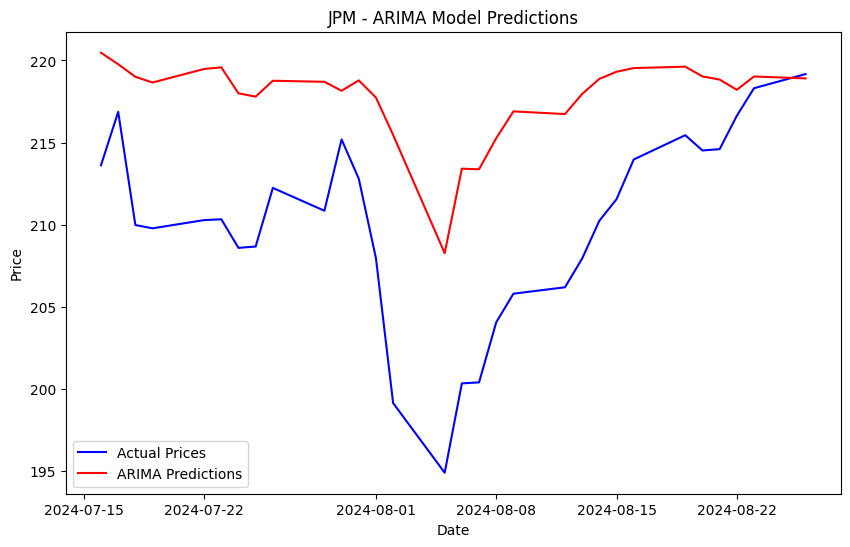 JPM - ARIMA Model Predictions
Price
220
215
210
205
200
195
Actual Prices
ARIMA Predictions
2024-07-15
2024-07-22
2024-08-01
2024-08-08
2024-08-15
2024-08-22
Date